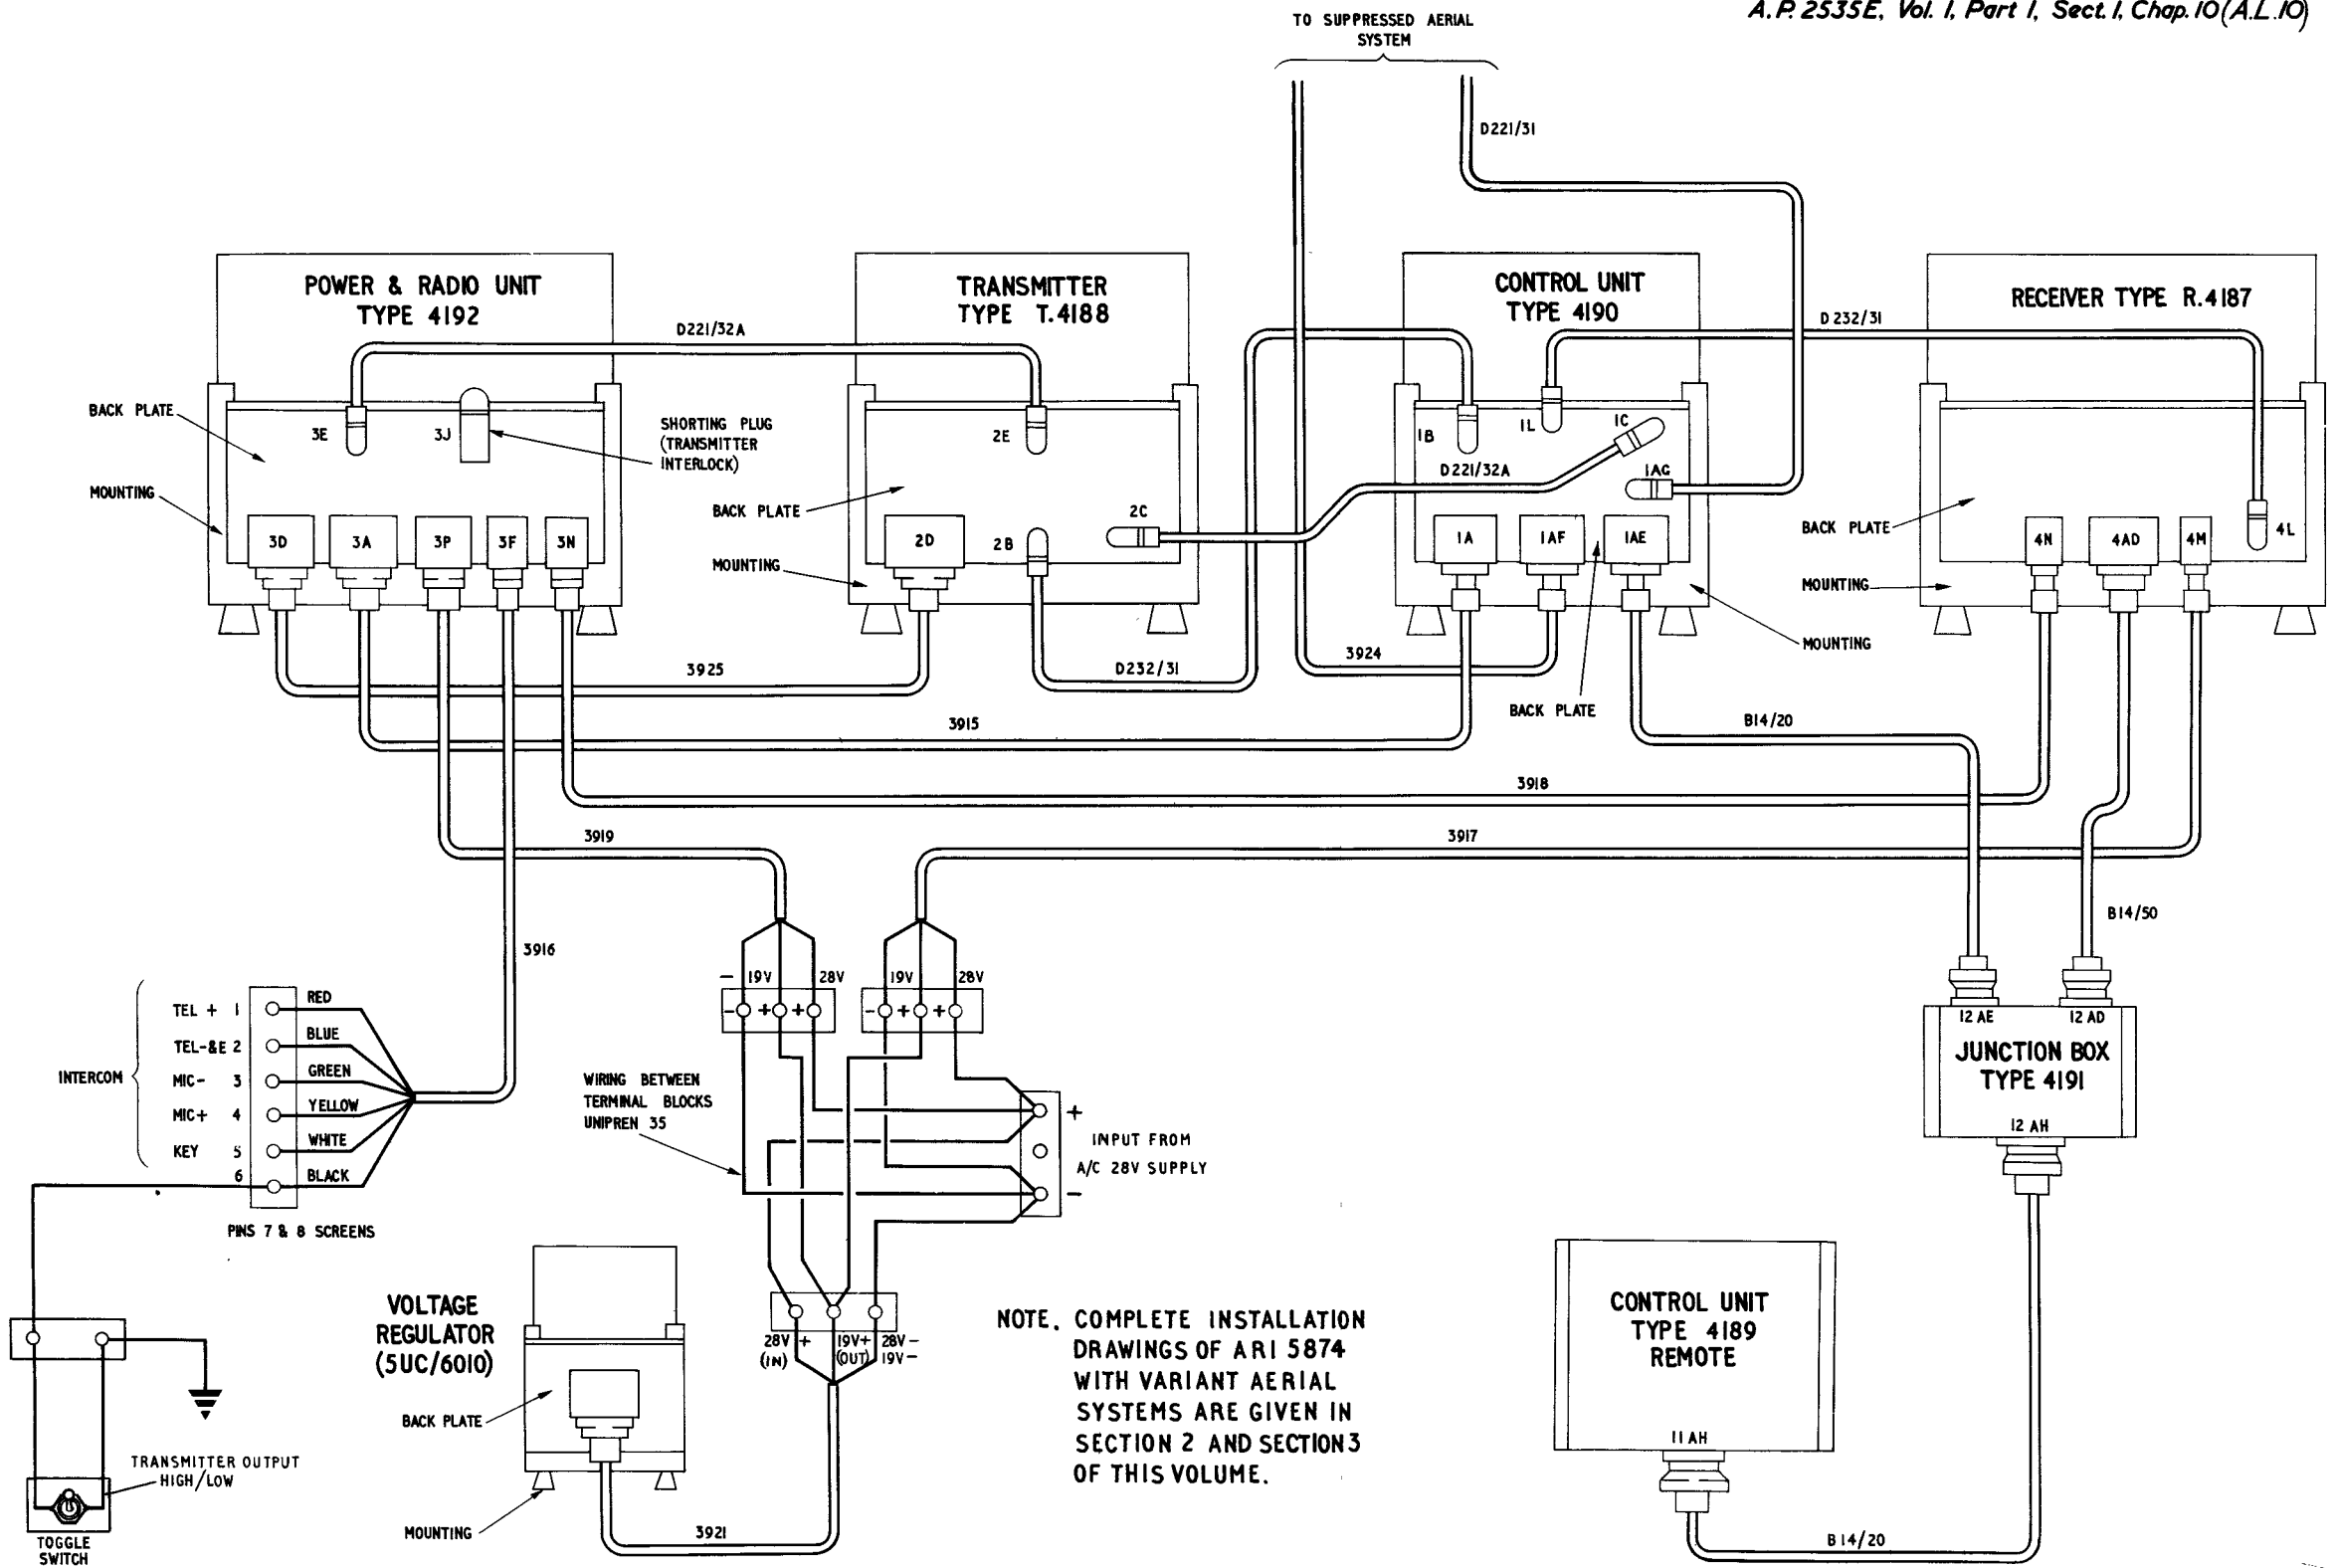 A.P. 2535E, Vol. 1, Part 1, Sect. 1, Chap. 10 (A.L.10)
TO SUPPRESSED AERIAL
SYSTEM
D221/31
POWER & RADIO UNIT
TYPE 4192
TRANSMITTER
TYPE T.4188
CONTROL UNIT
TYPE 4190
RECEIVER TYPE R.4187
D221/32A
D 232/31
BACK PLATE
3E
3J
SHORTING PLUG
(TRANSMITTER
INTERLOCK)
2E
1B
1L
1C
D221/32A
1AG
MOUNTING
BACK PLATE
2C
BACK PLATE
4L
3D
3A
3P
3F
3N
2D
2B
1A
1AF
1AE
4N
4AD
4M
MOUNTING
MOUNTING
MOUNTING
3925
D232/31
3924
BACK PLATE
3915
B14/20
3918
3919
3917
B14/50
3916
- 19V 28V
19V 28V
- + +
- + +
INTERCOM
TEL + 1 RED
TEL-&E 2 BLUE
MIC- 3 GREEN
MIC+ 4 YELLOW
KEY 5 WHITE
6 BLACK
PINS 7 & 8 SCREENS
WIRING BETWEEN
TERMINAL BLOCKS
UNIPREN 35
+
INPUT FROM
A/C 28V SUPPLY
-
12 AE 12 AD
JUNCTION BOX
TYPE 4191
12 AH
VOLTAGE
REGULATOR
(5UC/6010)
28V + 19V+ 28V-
(IN) (OUT) 19V-
BACK PLATE
MOUNTING
3921
NOTE. COMPLETE INSTALLATION
DRAWINGS OF ARI 5874
WITH VARIANT AERIAL
SYSTEMS ARE GIVEN IN
SECTION 2 AND SECTION 3
OF THIS VOLUME.
CONTROL UNIT
TYPE 4189
REMOTE
11 AH
B14/20
TRANSMITTER OUTPUT
HIGH/LOW
TOGGLE
SWITCH